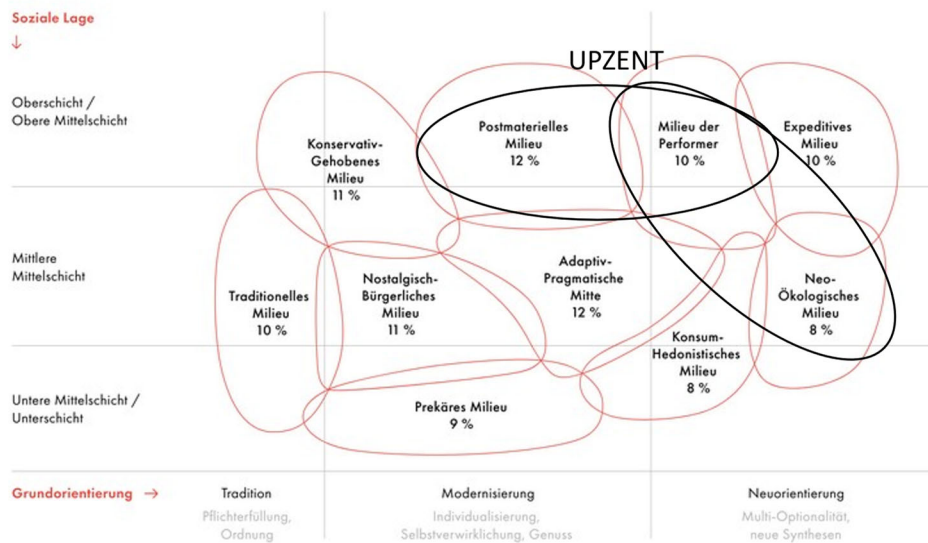 Soziale Lage
↓
UPZENT
Oberschicht /
Obere Mittelschicht
Konservativ-
Gehobenes
Milieu
11 %
Postmaterielles
Milieu
12 %
Milieu der
Performer
10 %
Expeditives
Milieu
10 %
Mittlere
Mittelschicht
Traditionelles
Milieu
10 %
Nostalgisch-
Bürgerliches
Milieu
11 %
Adaptiv-
Pragmatische
Mitte
12 %
Neo-
Ökologisches
Milieu
8 %
Konsum-
Hedonistisches
Milieu
8 %
Untere Mittelschicht /
Unterschicht
Prekäres Milieu
9 %
Grundorientierung →
Tradition
Pflichterfüllung,
Ordnung
Modernisierung
Individualisierung,
Selbstverwirklichung, Genuss
Neuorientierung
Multi-Optionalität,
neue Synthesen